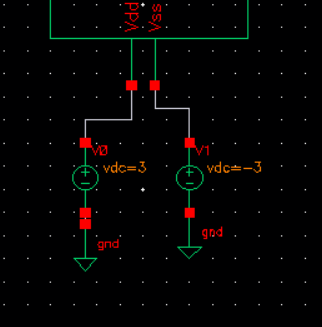 Vdd
Vss
V0
vdc=3
V1
vdc=-3
gnd
gnd